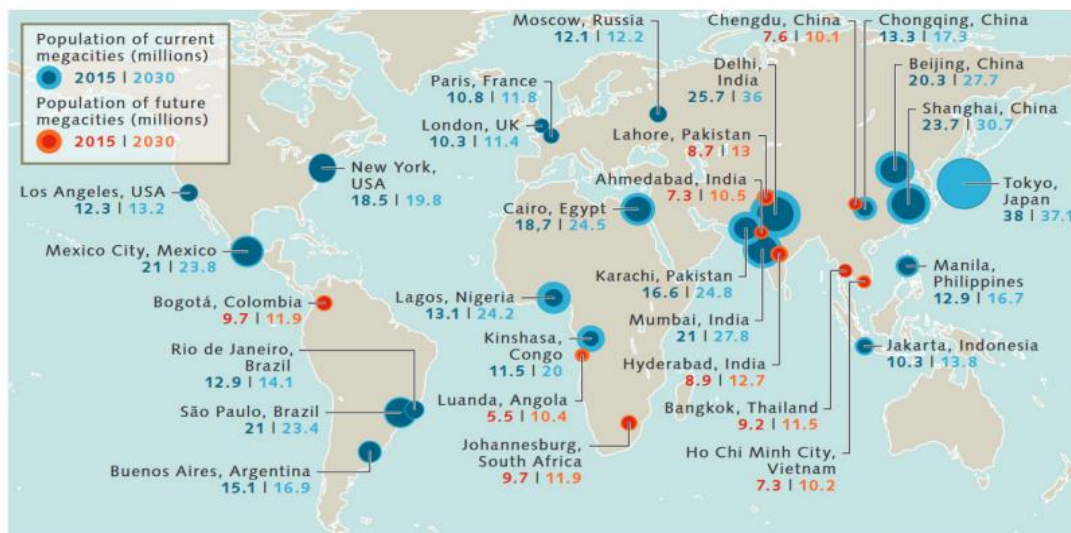 Population of current
megacities (millions)
2015 | 2030
Population of future
megacities (millions)
2015 | 2030
Moscow, Russia
12.1 | 12.2
Chengdu, China
7.6 | 10.1
Chongqing, China
13.3 | 17.3
Paris, France
10.8 | 11.8
Delhi,
India
25.7 | 36
Beijing, China
20.3 | 27.7
London, UK
10.3 | 11.4
Shanghai, China
23.7 | 30.7
Lahore, Pakistan
8.7 | 13
New York,
USA
18.5 | 19.8
Los Angeles, USA
12.3 | 13.2
Ahmedabad, India
7.3 | 10.5
Tokyo,
Japan
38 | 37.1
Cairo, Egypt
18,7 | 24.5
Mexico City, Mexico
21 | 23.8
Karachi, Pakistan
16.6 | 24.8
Manila,
Philippines
12.9 | 16.7
Bogotá, Colombia
9.7 | 11.9
Lagos, Nigeria
13.1 | 24.2
Mumbai, India
21 | 27.8
Rio de Janeiro,
Brazil
12.9 | 14.1
Kinshasa,
Congo
11.5 | 20
Jakarta, Indonesia
10.3 | 13.8
Hyderabad, India
8.9 | 12.7
Luanda, Angola
5.5 | 10.4
São Paulo, Brazil
21 | 23.4
Bangkok, Thailand
9.2 | 11.5
Johannesburg,
South Africa
9.7 | 11.9
Ho Chi Minh City,
Vietnam
7.3 | 10.2
Buenos Aires, Argentina
15.1 | 16.9